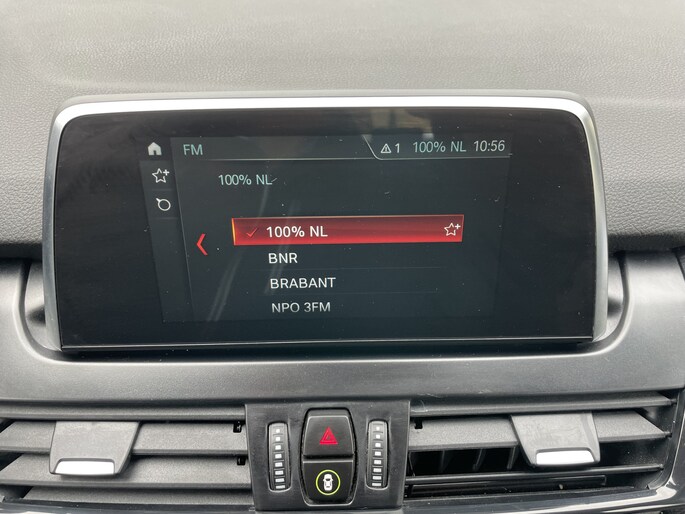 FM 1 100% NL 10:56
100% NL
100% NL
BNR
BRABANT
NPO 3FM